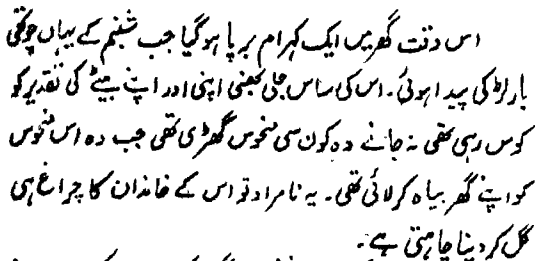 اس وقت گھر میں ایک کہرام برپا ہو گیا جب شبنم کے یہاں چوتھی
بار لڑکی پیدا ہوئی۔ اس کی ساس جلی بھنی اپنی اور اپنے بیٹے کی تقدیر کو
کوس رہی تھی نہ جانے وہ کون سی منحوس گھڑی تھی جب وہ اس منحوس
کو اپنے گھر بیاہ کر لائی تھی۔ یہ نامراد تو اس کے خاندان کا چراغ ہی
گل کر دینا چاہتی ہے۔